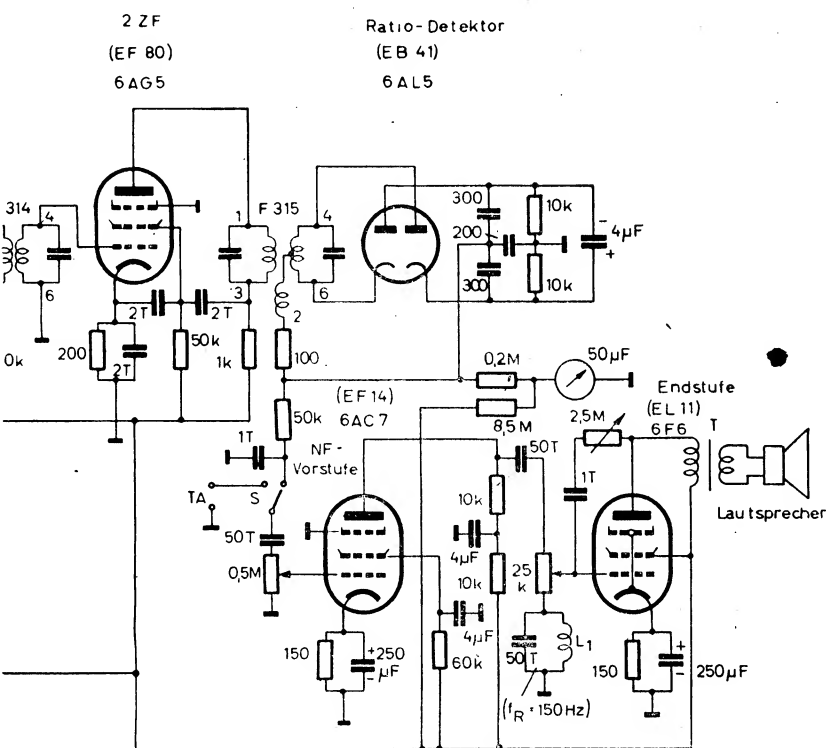 2 ZF
(EF 80)
6AG5
Ratio-Detektor
(EB 41)
6AL5
314
4
6
0k
200
2T
2T
2T
50k
1k
1
F 315
3
4
6
2
100
50k
300
200
300
10k
10k
-
4µF
+
0,2M
50µF
8,5M
(EF14)
6AC7
NF-
Vorstufe
1T
TA
S
50T
0,5M
150
+250
-µF
10k
4µF
10k
4µF
60k
50T
25
k
50T
L1
(fR=150Hz)
Endstufe
(EL 11)
6F6
T
2,5M
1T
150
+
-
250µF
Lautsprecher